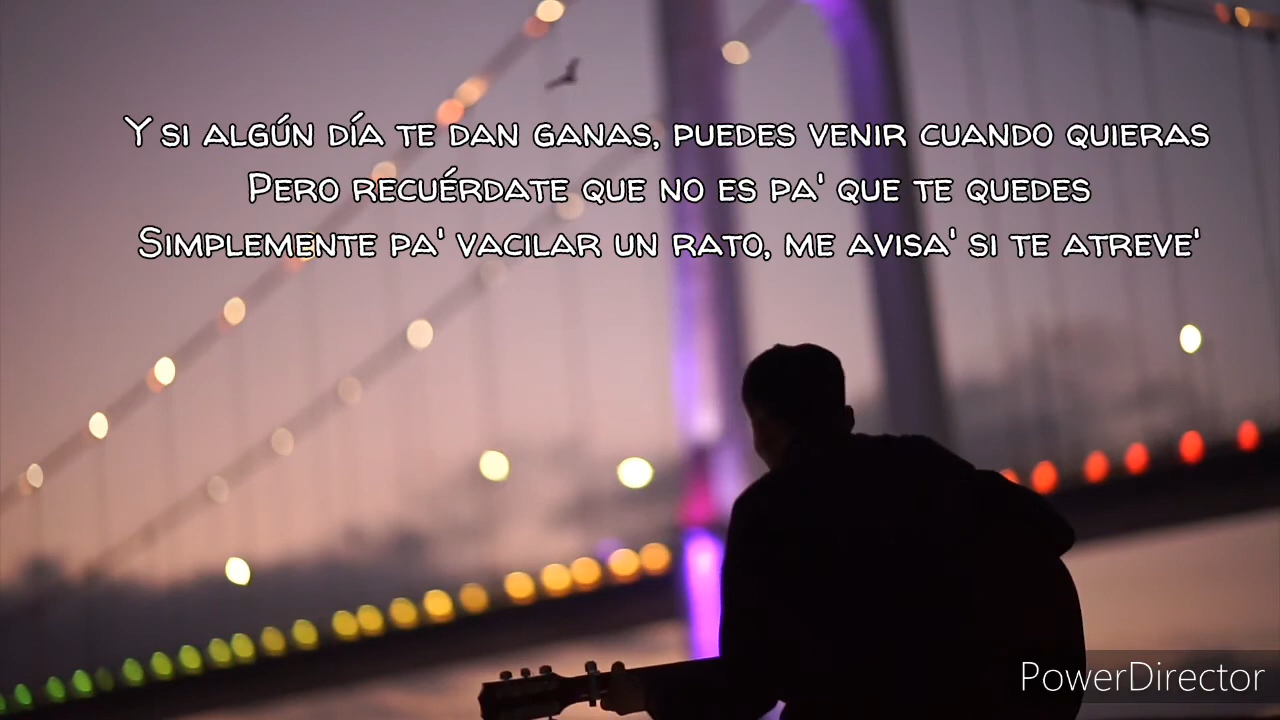 Y si algún día te dan ganas, puedes venir cuando quieras
Pero recuérdate que no es pa' que te quedes
Simplemente pa' vacilar un rato, me avisa' si te atreve'
PowerDirector